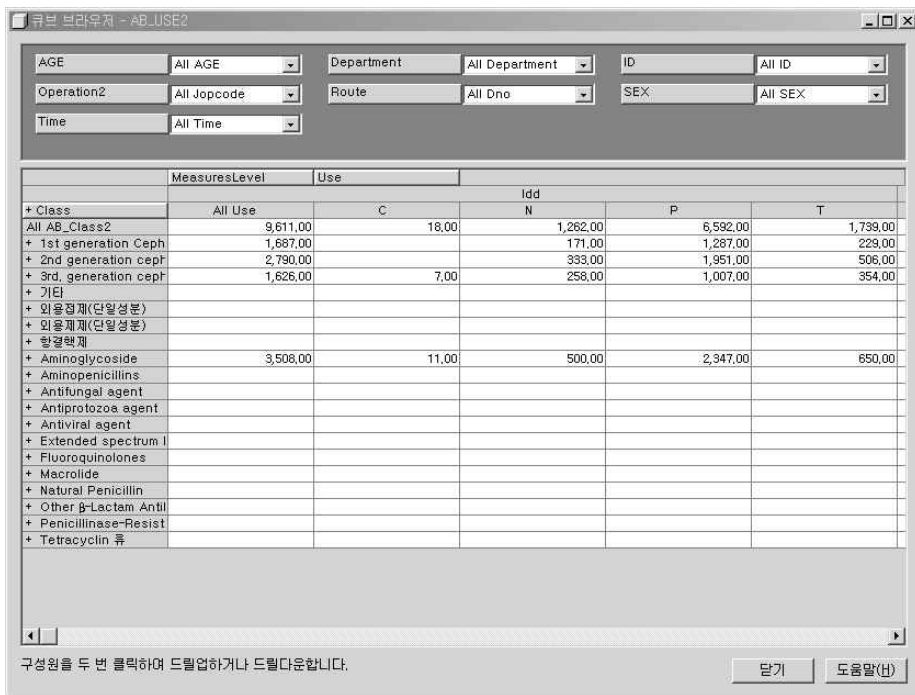 큐브 브라우저 - AB_USE2
AGE All AGE Department All Department ID All ID
Operation2 All Jopcode Route All Dno SEX All SEX
Time All Time
MeasuresLevel Use
Idd
+ Class All Use C N P T
All AB_Class2 9,611,00 18,00 1,262,00 6,592,00 1,739,00
+ 1st generation Ceph 1,687,00 171,00 1,287,00 229,00
+ 2nd generation ceph 2,790,00 333,00 1,951,00 506,00
+ 3rd, generation ceph 1,626,00 7,00 258,00 1,007,00 354,00
+ 기타
+ 외용접제(단일성분)
+ 외용제제(단일성분)
+ 항결핵제
+ Aminoglycoside 3,508,00 11,00 500,00 2,347,00 650,00
+ Aminopenicillins
+ Antifungal agent
+ Antiprotozoa agent
+ Antiviral agent
+ Extended spectrum l
+ Fluoroquinolones
+ Macrolide
+ Natural Penicillin
+ Other β-Lactam Antil
+ Penicillinase-Resist
+ Tetracyclin 류
구성원을 두 번 클릭하여 드릴업하거나 드릴다운합니다.
닫기 도움말(H)